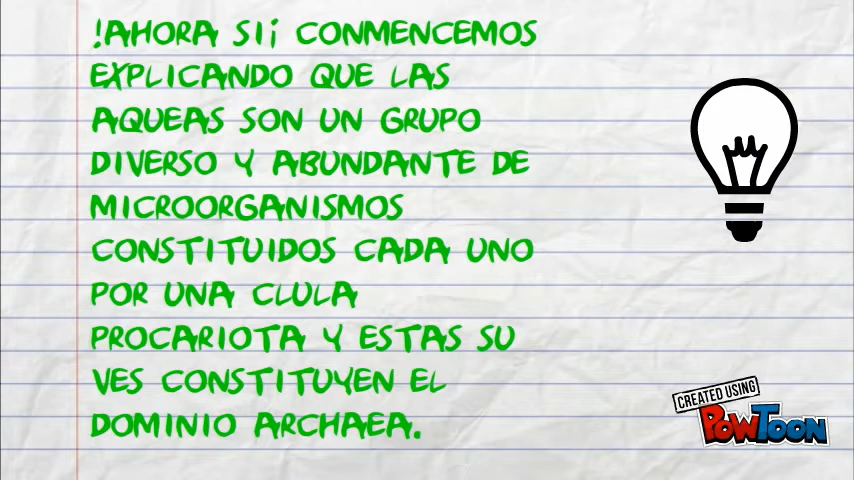 !AHORA SI¡ CONMENCEMOS
EXPLICANDO QUE LAS
AQUEAS SON UN GRUPO
DIVERSO Y ABUNDANTE DE
MICROORGANISMOS
CONSTITUIDOS CADA UNO
POR UNA CLULA
PROCARIOTA Y ESTAS SU
VES CONSTITUYEN EL
DOMINIO ARCHAEA.
CREATED USING
POWTOON